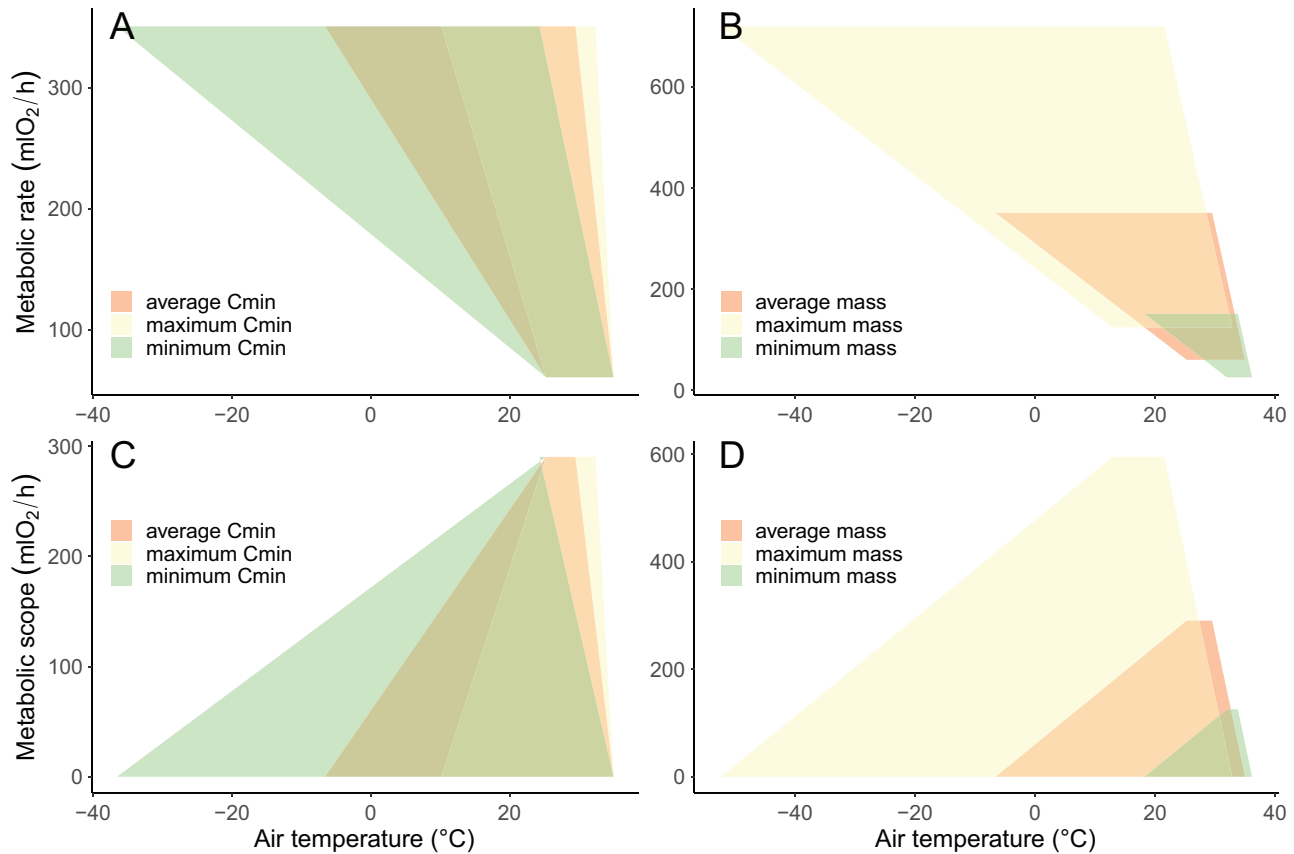 A
B
Metabolic rate (mlO₂/h)
300
200
100
average Cmin
maximum Cmin
minimum Cmin
−40
−20
0
20
600
400
200
0
average mass
maximum mass
minimum mass
−40
−20
0
20
40
C
D
Metabolic scope (mlO₂/h)
300
200
100
0
average Cmin
maximum Cmin
minimum Cmin
−40
−20
0
20
Air temperature (°C)
600
400
200
0
average mass
maximum mass
minimum mass
−40
−20
0
20
40
Air temperature (°C)